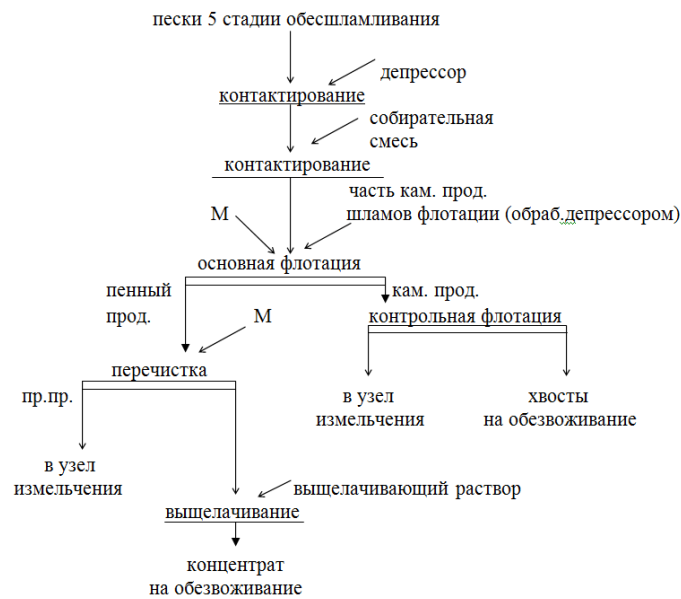 пески 5 стадии обесшламливания
депрессор
контактирование
собирательная
смесь
контактирование
часть кам. прод.
М
шламов флотации (обраб.депрессором)
основная флотация
пенный
прод.
кам. прод.
М
контрольная флотация
перечистка
пр.пр.
в узел
измельчения
хвосты
на обезвоживание
в узел
измельчения
выщелачивающий раствор
выщелачивание
концентрат
на обезвоживание